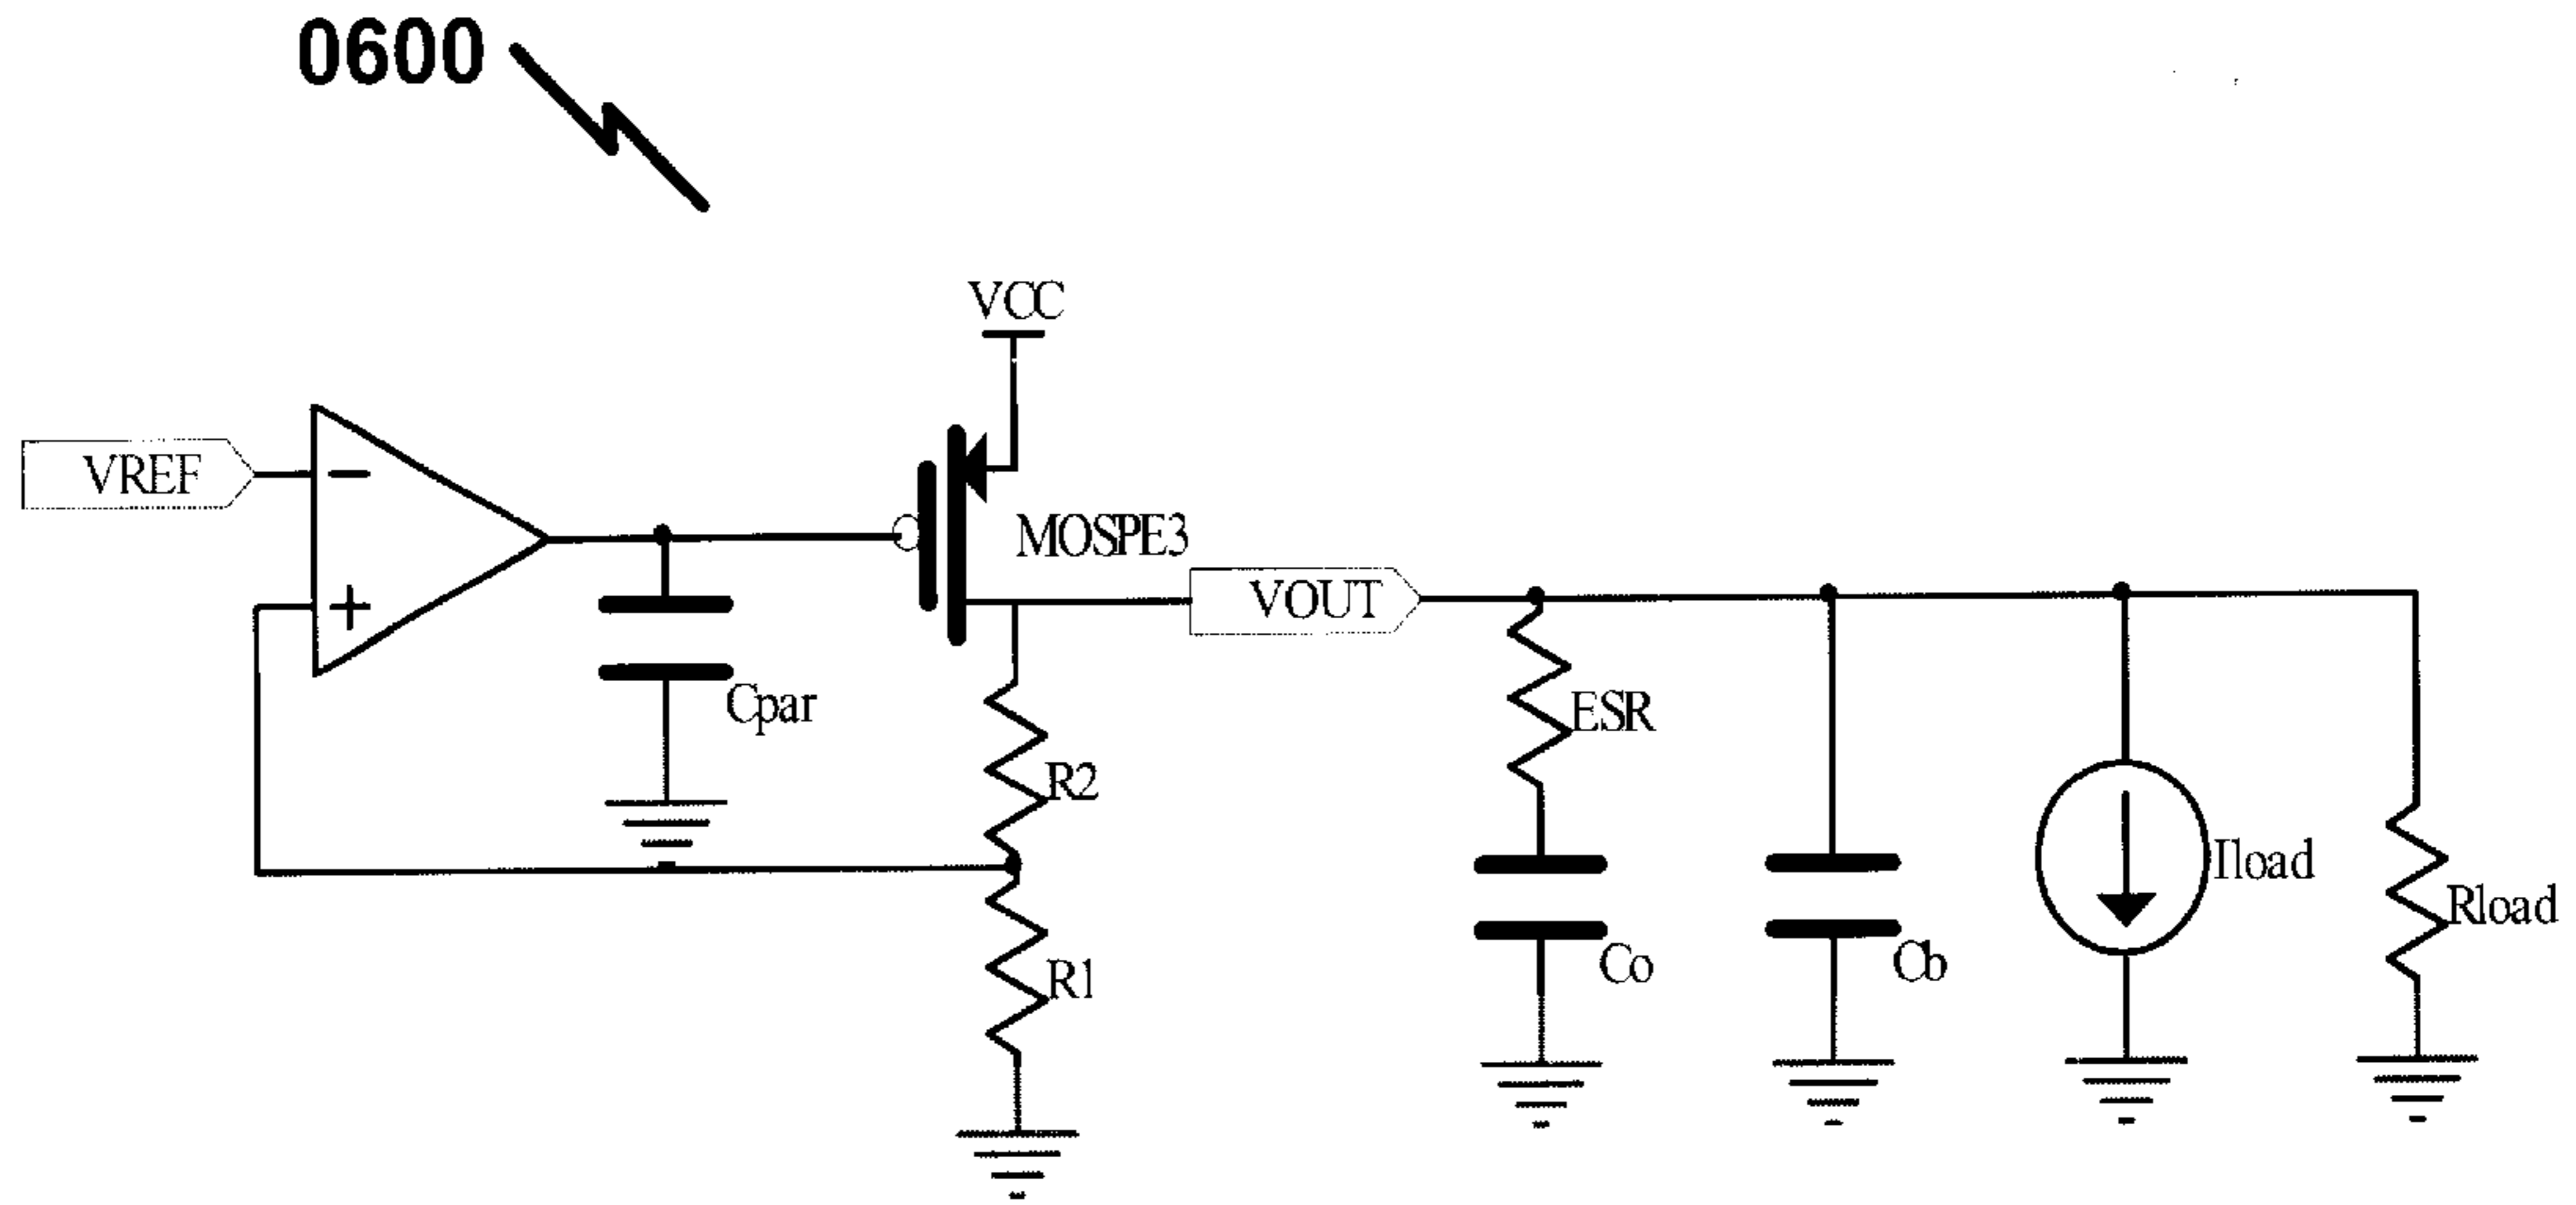 0600
VCC
VREF
−
+
MOSPE3
VOUT
Cpar
R2
R1
ESR
Co
Cb
Iload
Rload